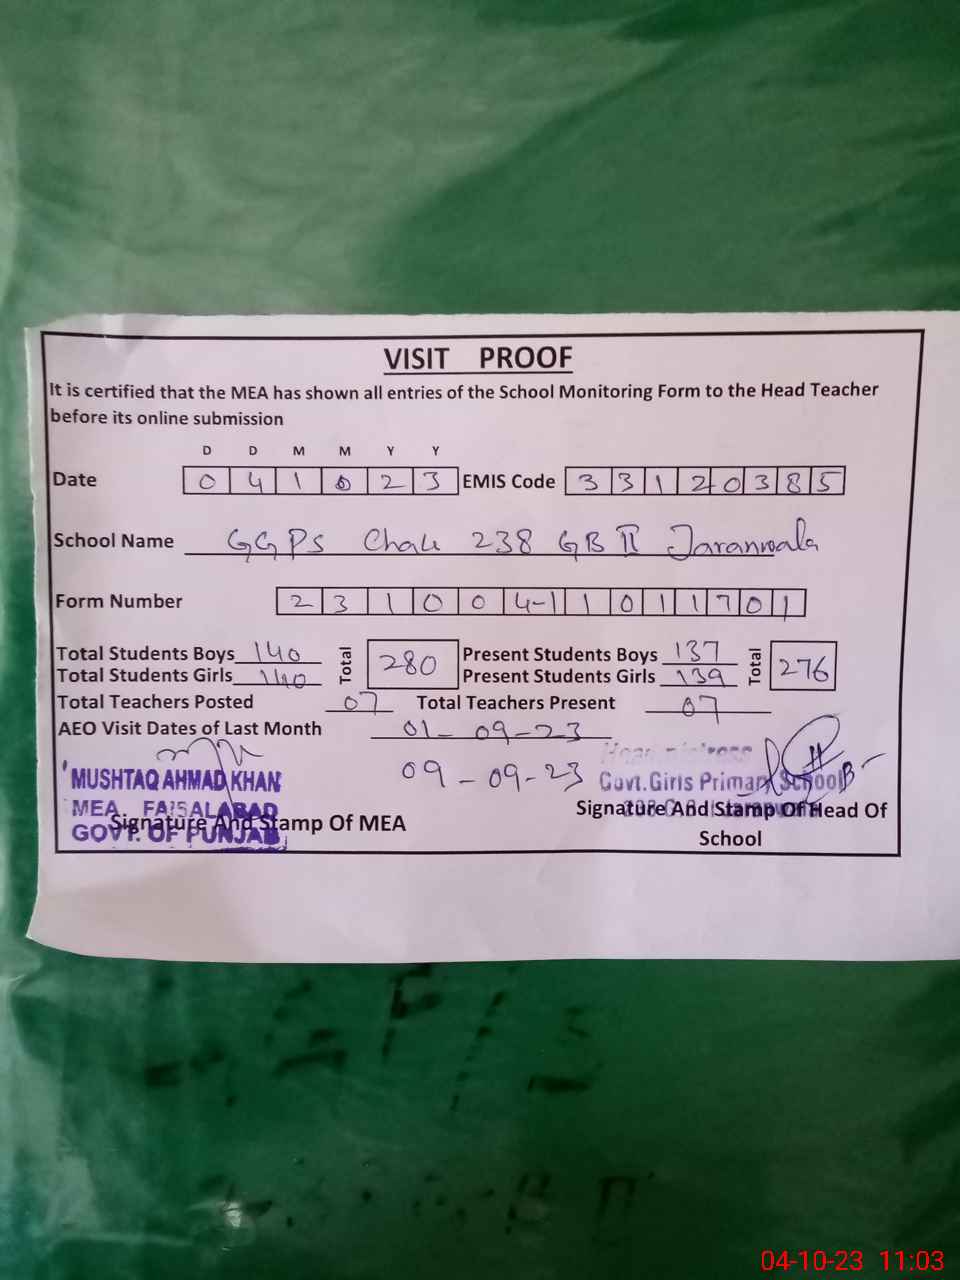 VISIT PROOF
It is certified that the MEA has shown all entries of the School Monitoring Form to the Head Teacher
before its online submission
D D M M Y Y
Date 0 4 1 0 2 3 EMIS Code 3 3 1 2 0 3 8 5
School Name GGPS Chak 238 GB II Jaranwala
Form Number 2 3 1 0 0 4 - 1 1 0 1 1 7 0 1
Total Students Boys 140 Total 280 Present Students Boys 137 Total 276
Total Students Girls 140 Present Students Girls 139
Total Teachers Posted 07 Total Teachers Present 07
AEO Visit Dates of Last Month 01-09-23
09-09-23
MUSHTAQ AHMAD KHAN
MEA, FAISALABAD
GOVT. OF PUNJAB
Signature And Stamp Of MEA
Headmistress
Govt. Girls Primary School
Signature And Stamp Of Head Of
School
04-10-23 11:03